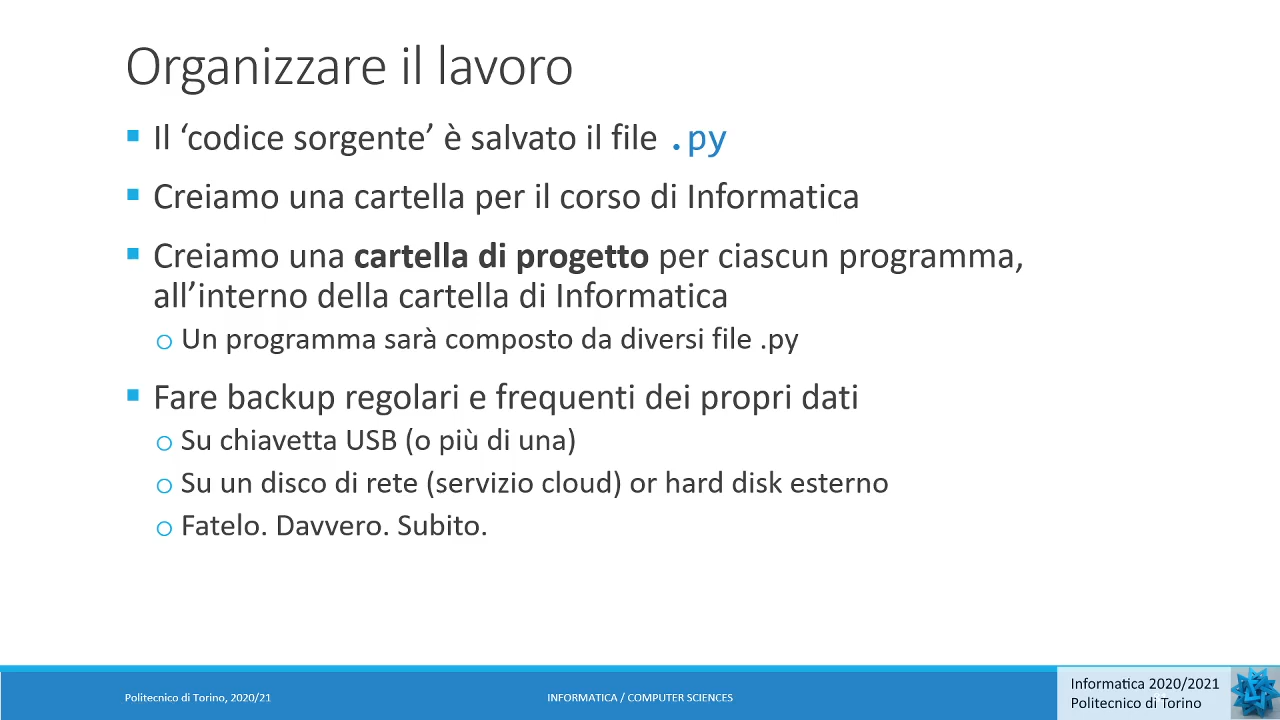 Organizzare il lavoro
Il ‘codice sorgente’ è salvato il file .py
Creiamo una cartella per il corso di Informatica
Creiamo una cartella di progetto per ciascun programma,
all’interno della cartella di Informatica
Un programma sarà composto da diversi file .py
Fare backup regolari e frequenti dei propri dati
Su chiavetta USB (o più di una)
Su un disco di rete (servizio cloud) or hard disk esterno
Fatelo. Davvero. Subito.
Politecnico di Torino, 2020/21
INFORMATICA / COMPUTER SCIENCES
Informatica 2020/2021
Politecnico di Torino